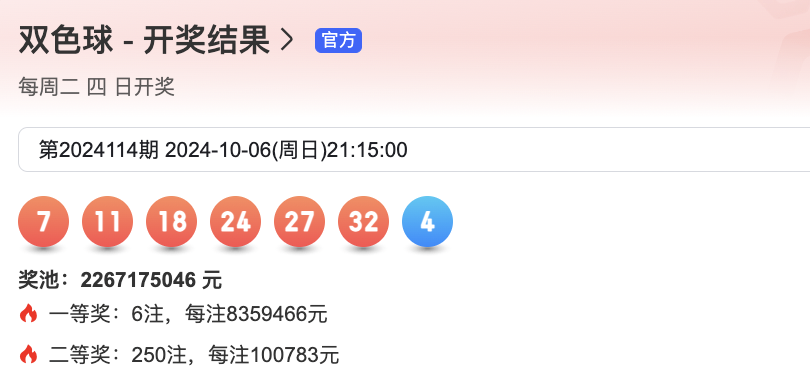 双色球 - 开奖结果 >
官方
每周二 四 日开奖
第2024114期 2024-10-06(周日)21:15:00
7 11 18 24 27 32 4
奖池：2267175046 元
一等奖：6注，每注8359466元
二等奖：250注，每注100783元